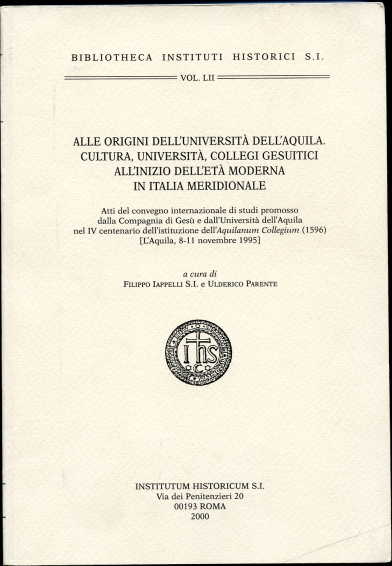 BIBLIOTHECA INSTITUTI HISTORICI S.I.
VOL. LII
ALLE ORIGINI DELL'UNIVERSITÀ DELL'AQUILA.
CULTURA, UNIVERSITÀ, COLLEGI GESUITICI
ALL'INIZIO DELL'ETÀ MODERNA
IN ITALIA MERIDIONALE
Atti del convegno internazionale di studi promosso
dalla Compagnia di Gesù e dall'Università dell'Aquila
nel IV centenario dell'istituzione dell'Aquilanum Collegium (1596)
[L'Aquila, 8-11 novembre 1995]
a cura di
FILIPPO IAPPELLI S.I. e ULDERICO PARENTE
IHS
C
INSTITUTUM HISTORICUM S.I.
Via dei Penitenzieri 20
00193 ROMA
2000